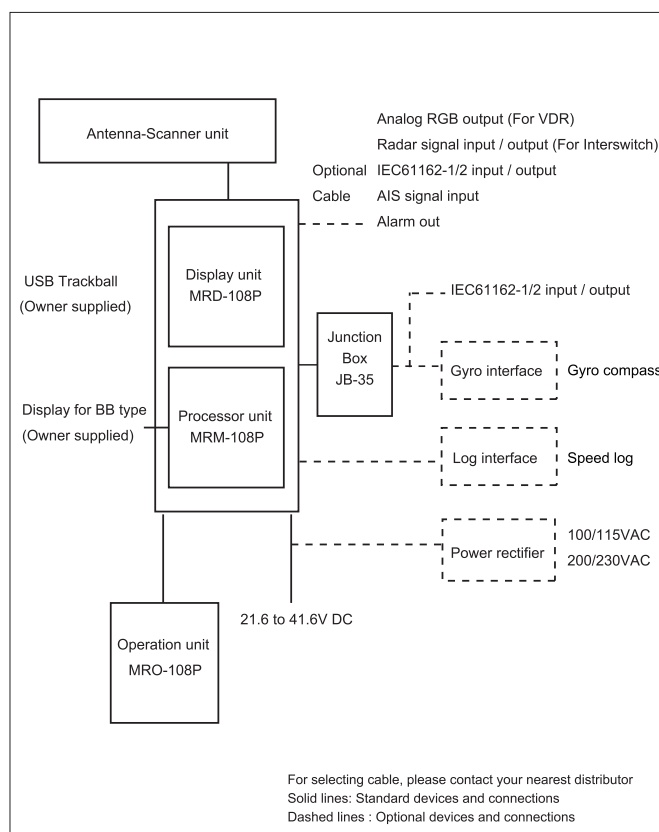 Antenna-Scanner unit
Analog RGB output (For VDR)
Radar signal input / output (For Interswitch)
Optional IEC61162-1/2 input / output
Cable AIS signal input
Alarm out
USB Trackball
(Owner supplied)
Display unit
MRD-108P
IEC61162-1/2 input / output
Junction
Box
JB-35
Gyro interface Gyro compass
Display for BB type
(Owner supplied)
Processor unit
MRM-108P
Log interface Speed log
Power rectifier
100/115VAC
200/230VAC
21.6 to 41.6V DC
Operation unit
MRO-108P
For selecting cable, please contact your nearest distributor
Solid lines: Standard devices and connections
Dashed lines : Optional devices and connections